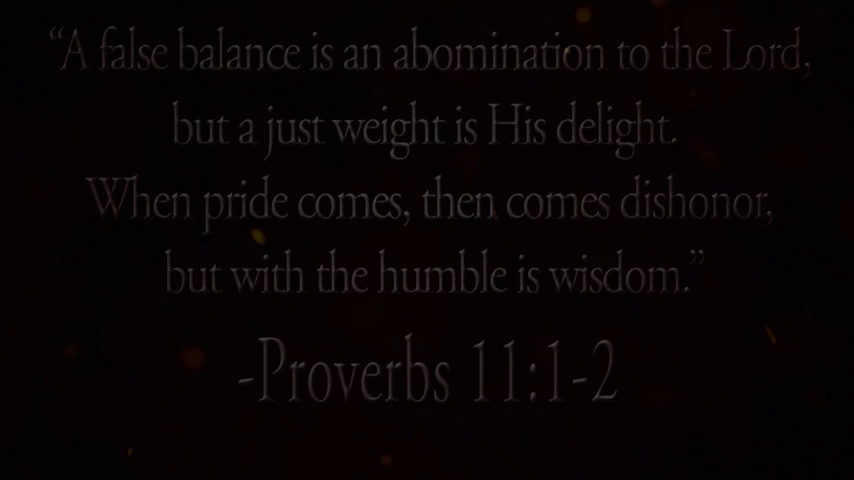 “A false balance is an abomination to the Lord,
but a just weight is His delight.
When pride comes, then comes dishonor,
but with the humble is wisdom.”
-Proverbs 11:1-2